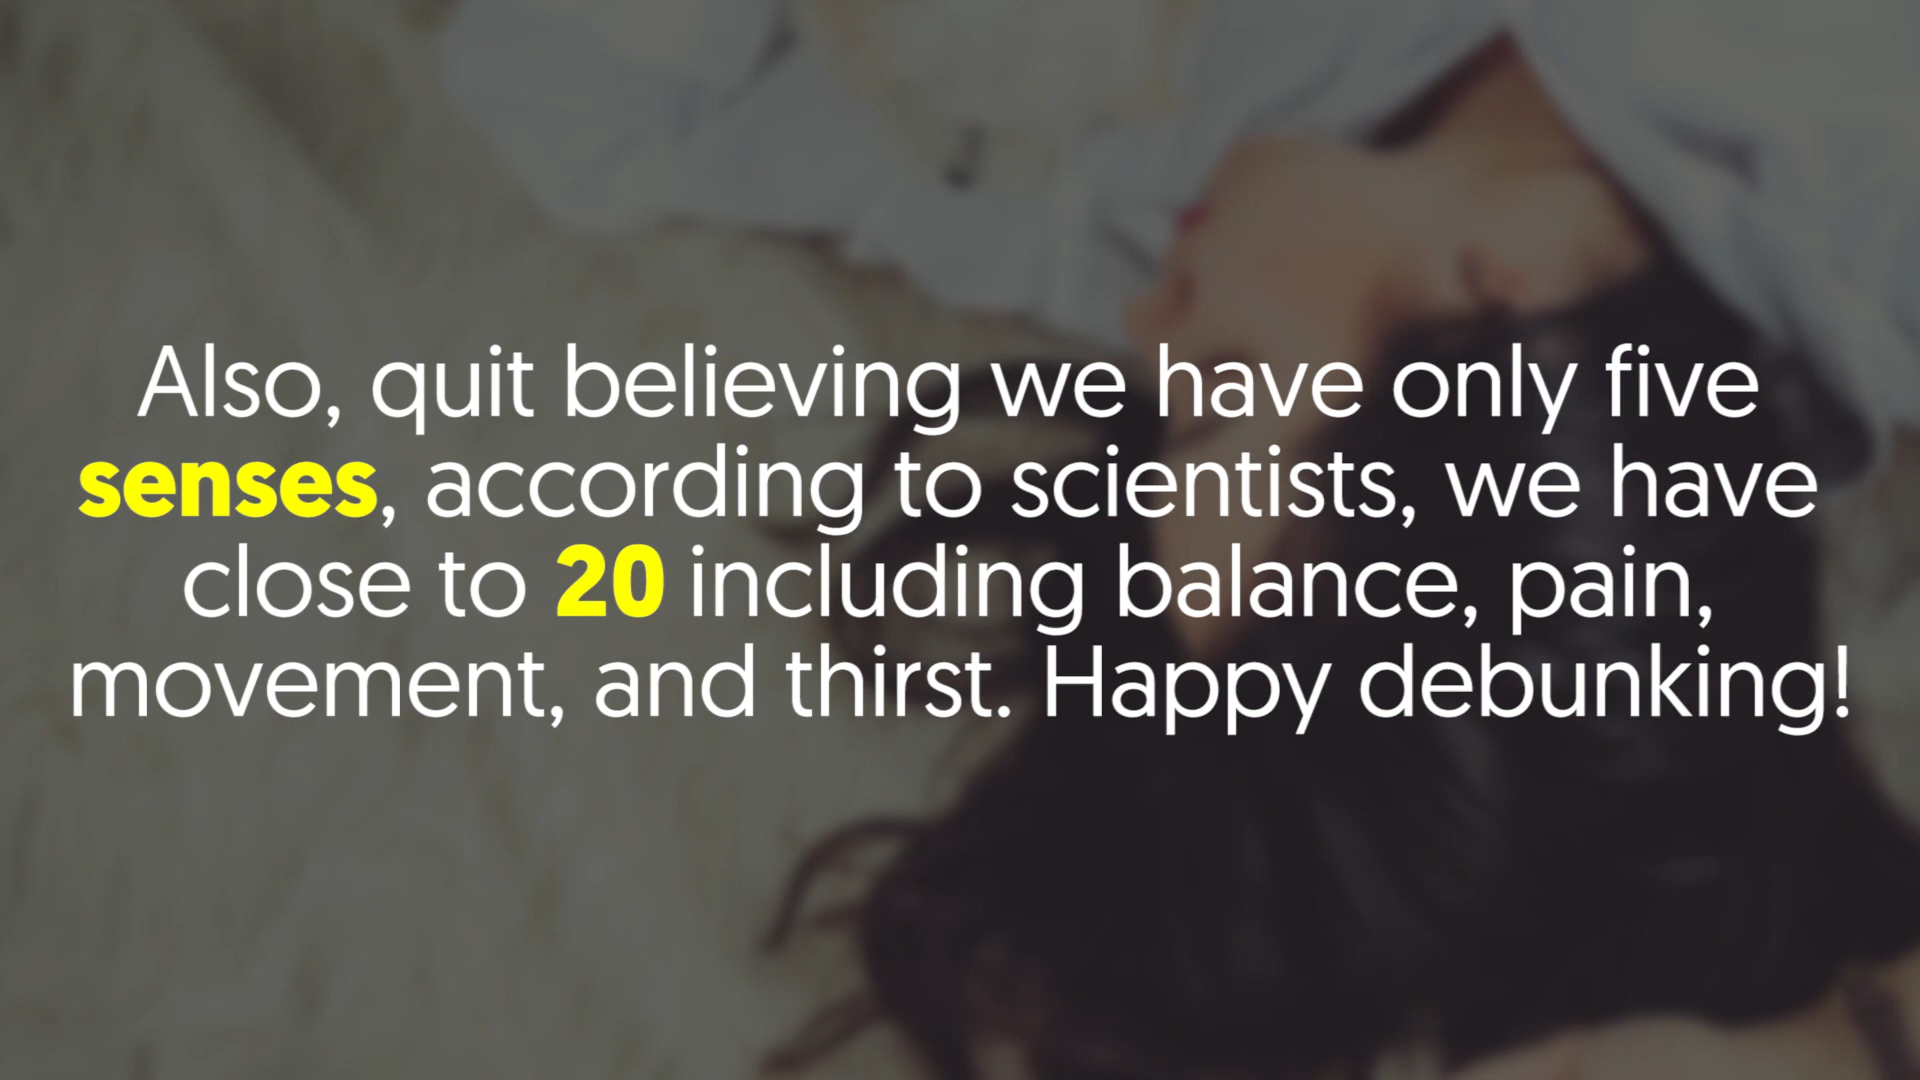 Also, quit believing we have only five
senses, according to scientists, we have
close to 20 including balance, pain,
movement, and thirst. Happy debunking!